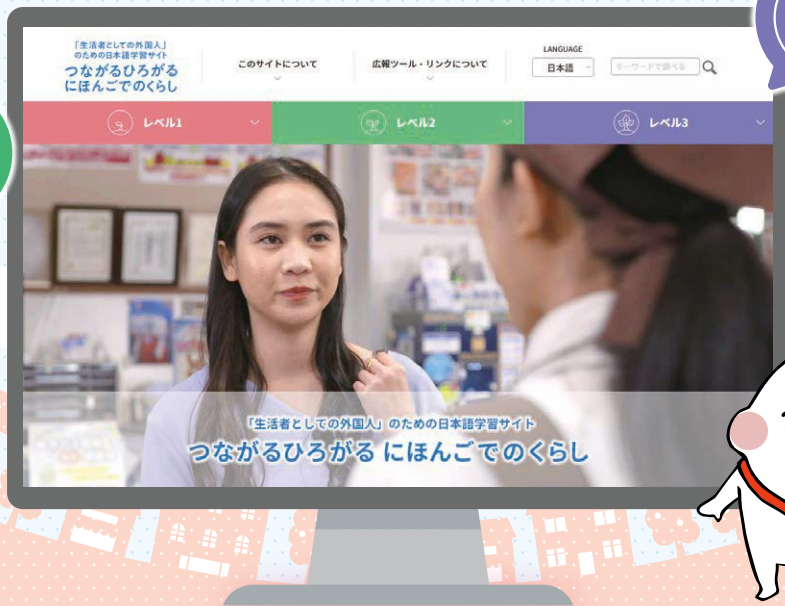 「生活者としての外国人」
のための日本語学習サイト
つながるひろがる
にほんごでのくらし
このサイトについて
広報ツール・リンクについて
LANGUAGE
日本語
キーワードで調べる
レベル1
レベル2
レベル3
「生活者としての外国人」のための日本語学習サイト
つながるひろがる にほんごでのくらし